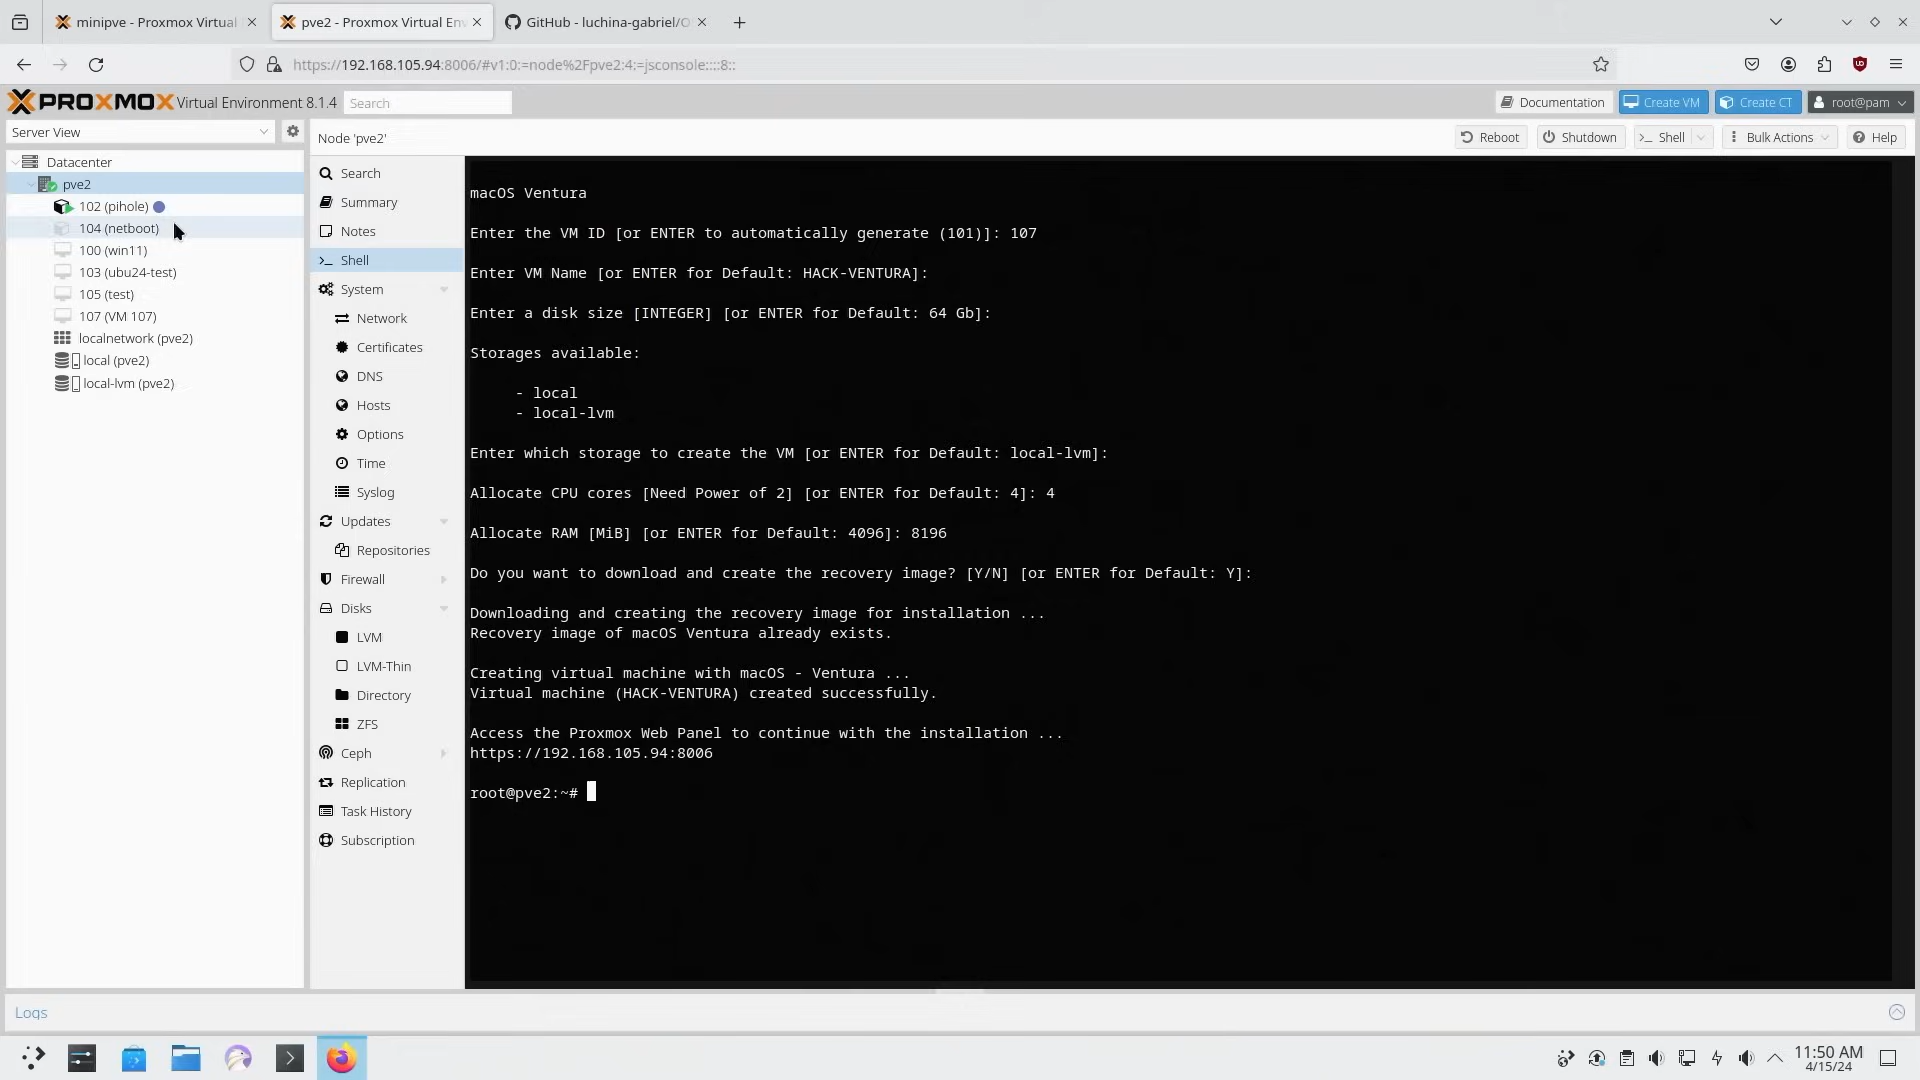 minipve - Proxmox Virtual
pve2 - Proxmox Virtual En
GitHub - luchina-gabriel/O
https://192.168.105.94:8006/#v1:0:=node%2Fpve2:4:=jsconsole::::8::
PROXMOX Virtual Environment 8.1.4
Search
Documentation
Create VM
Create CT
root@pam
Server View
Node 'pve2'
Reboot
Shutdown
Shell
Bulk Actions
Help
Datacenter
pve2
102 (pihole)
104 (netboot)
100 (win11)
103 (ubu24-test)
105 (test)
107 (VM 107)
localnetwork (pve2)
local (pve2)
local-lvm (pve2)
Search
Summary
Notes
Shell
System
Network
Certificates
DNS
Hosts
Options
Time
Syslog
Updates
Repositories
Firewall
Disks
LVM
LVM-Thin
Directory
ZFS
Ceph
Replication
Task History
Subscription
macOS Ventura
Enter the VM ID [or ENTER to automatically generate (101)]: 107
Enter VM Name [or ENTER for Default: HACK-VENTURA]:
Enter a disk size [INTEGER] [or ENTER for Default: 64 Gb]:
Storages available:
- local
- local-lvm
Enter which storage to create the VM [or ENTER for Default: local-lvm]:
Allocate CPU cores [Need Power of 2] [or ENTER for Default: 4]: 4
Allocate RAM [MiB] [or ENTER for Default: 4096]: 8196
Do you want to download and create the recovery image? [Y/N] [or ENTER for Default: Y]:
Downloading and creating the recovery image for installation ...
Recovery image of macOS Ventura already exists.
Creating virtual machine with macOS - Ventura ...
Virtual machine (HACK-VENTURA) created successfully.
Access the Proxmox Web Panel to continue with the installation ...
https://192.168.105.94:8006
root@pve2:~#
Logs
11:50 AM
4/15/24